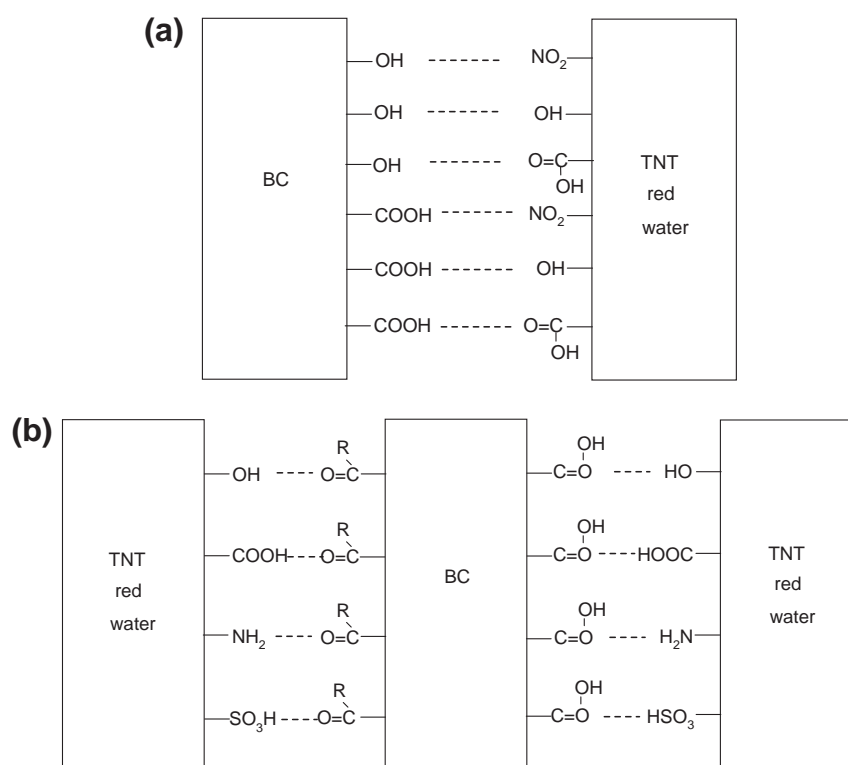 (a)
OH NO2
OH OH
OH O=C
OH
BC
TNT
red
water
COOH NO2
COOH OH
COOH O=C
OH
(b)
R OH
OH O=C C=O HO
R OH
COOH O=C C=O HOOC
TNT
red
water
BC
TNT
red
water
R OH
NH2 O=C C=O H2N
R OH
SO3H O=C C=O HSO3